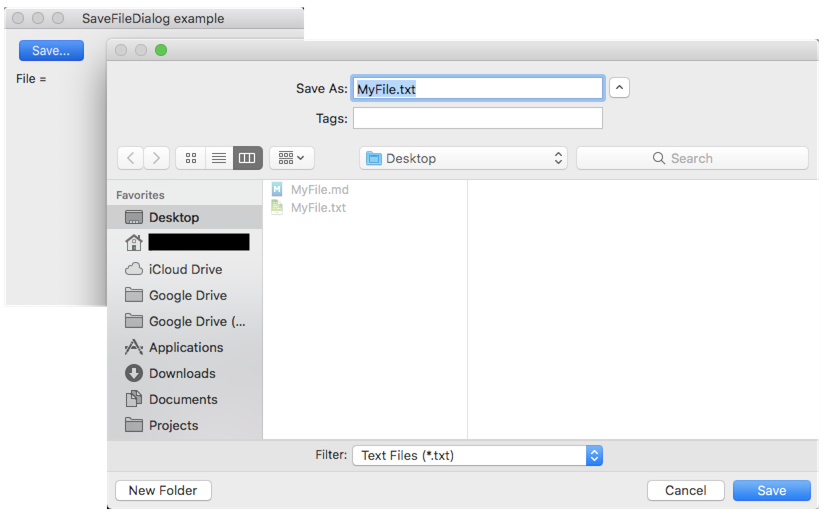 SaveFileDialog example
Save...
File =
Save As: MyFile.txt
Tags:
Desktop
Search
Favorites
Desktop
iCloud Drive
Google Drive
Google Drive (...
Applications
Downloads
Documents
Projects
MyFile.md
MyFile.txt
Filter: Text Files (*.txt)
New Folder
Cancel
Save